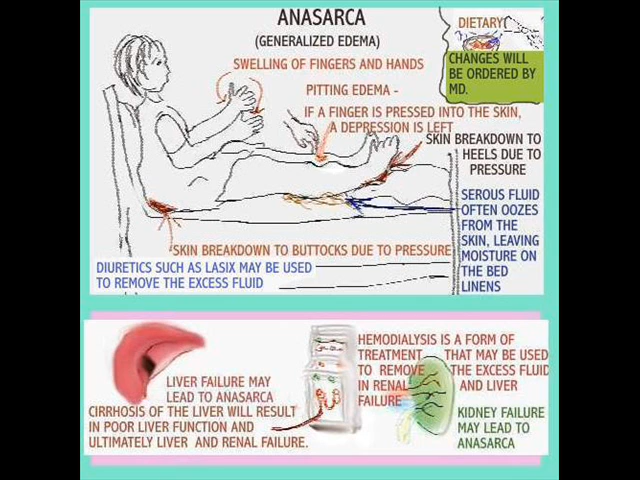 ANASARCA
(GENERALIZED EDEMA)
DIETARY
CHANGES WILL
BE ORDERED BY
MD.
SWELLING OF FINGERS AND HANDS
PITTING EDEMA -
IF A FINGER IS PRESSED INTO THE SKIN,
A DEPRESSION IS LEFT
SKIN BREAKDOWN TO
HEELS DUE TO
PRESSURE
SEROUS FLUID
OFTEN OOZES
FROM THE
SKIN, LEAVING
MOISTURE ON
THE BED
LINENS
SKIN BREAKDOWN TO BUTTOCKS DUE TO PRESSURE
DIURETICS SUCH AS LASIX MAY BE USED
TO REMOVE THE EXCESS FLUID
LIVER FAILURE MAY
LEAD TO ANASARCA
CIRRHOSIS OF THE LIVER WILL RESULT
IN POOR LIVER FUNCTION AND
ULTIMATELY LIVER AND RENAL FAILURE.
HEMODIALYSIS IS A FORM OF
TREATMENT THAT MAY BE USED
TO REMOVE THE EXCESS FLUID
IN RENAL AND LIVER
FAILURE
KIDNEY FAILURE
MAY LEAD TO
ANASARCA